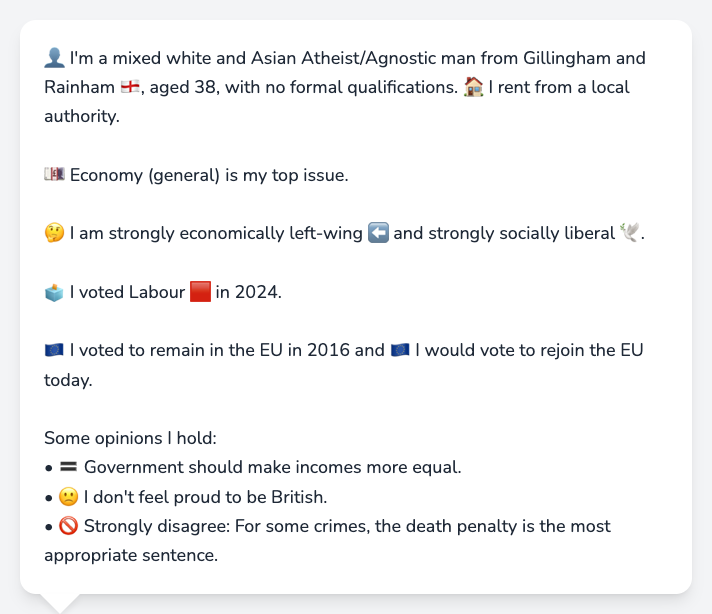 👤 I'm a mixed white and Asian Atheist/Agnostic man from Gillingham and
Rainham 🏴󠁧󠁢󠁥󠁮󠁧󠁿, aged 38, with no formal qualifications. 🏠 I rent from a local
authority.
💷 Economy (general) is my top issue.
🤔 I am strongly economically left-wing ⬅️ and strongly socially liberal 🕊️.
🗳️ I voted Labour 🟥 in 2024.
🇪🇺 I voted to remain in the EU in 2016 and 🇪🇺 I would vote to rejoin the EU
today.
Some opinions I hold:
• 🟰 Government should make incomes more equal.
• 🙁 I don't feel proud to be British.
• 🚫 Strongly disagree: For some crimes, the death penalty is the most
appropriate sentence.